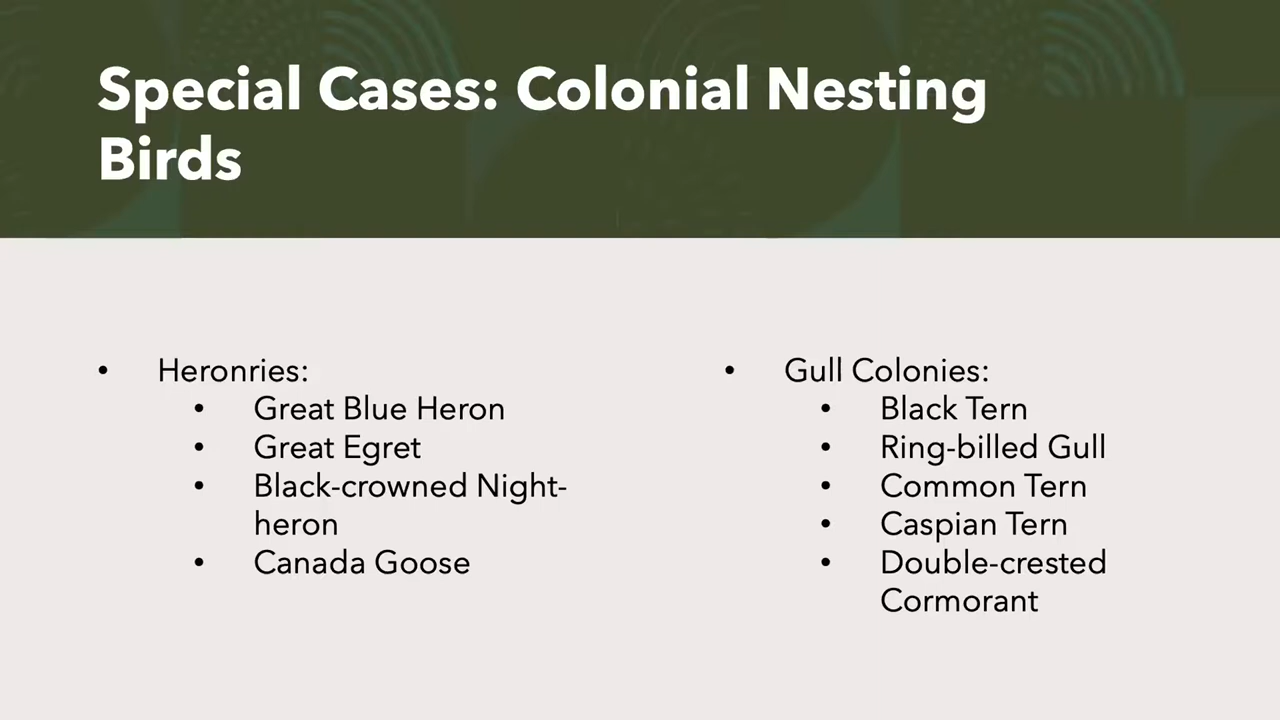 Special Cases: Colonial Nesting
Birds
• Heronries:
• Great Blue Heron
• Great Egret
• Black-crowned Night-
heron
• Canada Goose
• Gull Colonies:
• Black Tern
• Ring-billed Gull
• Common Tern
• Caspian Tern
• Double-crested
Cormorant